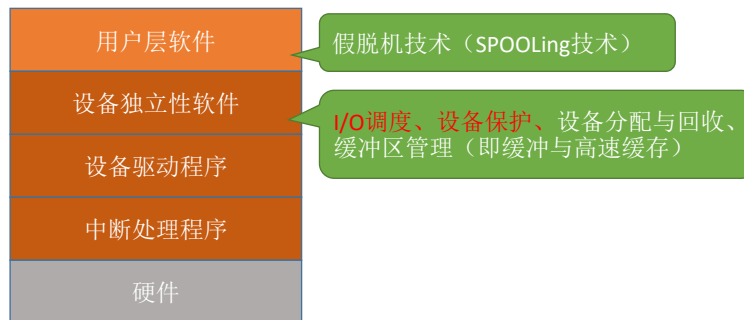 用户层软件
假脱机技术（SPOOLing技术）
设备独立性软件
I/O调度、设备保护、设备分配与回收、
缓冲区管理（即缓冲与高速缓存）
设备驱动程序
中断处理程序
硬件